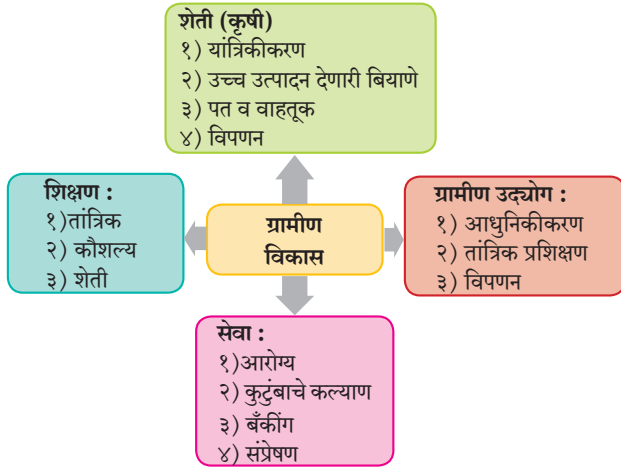 शेती (कृषी)
१) यांत्रिकीकरण
२) उच्च उत्पादन देणारी बियाणे
३) पत व वाहतूक
४) विपणन
शिक्षण :
१)तांत्रिक
२) कौशल्य
३) शेती
ग्रामीण
विकास
ग्रामीण उद्योग :
१) आधुनिकीकरण
२) तांत्रिक प्रशिक्षण
३) विपणन
सेवा :
१)आरोग्य
२) कुटुंबाचे कल्याण
३) बँकींग
४) संप्रेषण